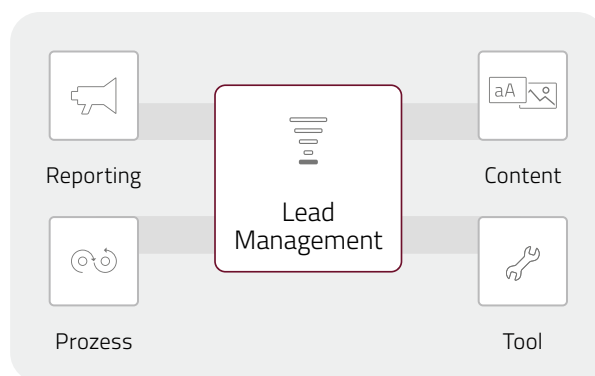 aA
Reporting
Content
Lead
Management
Prozess
Tool